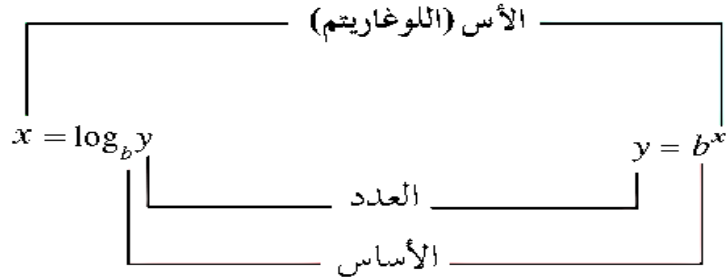 الأس (اللوغاريتم)
x = log_b y
y = b^x
العدد
الأساس